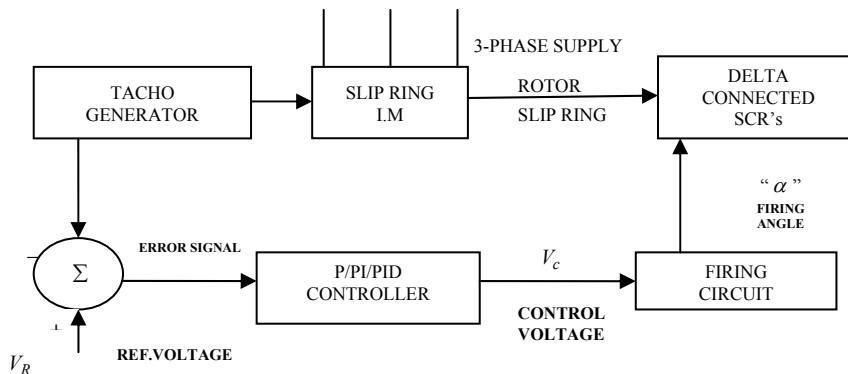 3-PHASE SUPPLY
TACHO
GENERATOR
SLIP RING
I.M
ROTOR
SLIP RING
DELTA
CONNECTED
SCR’s
“ α ”
FIRING
ANGLE
−
Σ
+
ERROR SIGNAL
P/PI/PID
CONTROLLER
V_c
CONTROL
VOLTAGE
FIRING
CIRCUIT
V_R
REF.VOLTAGE